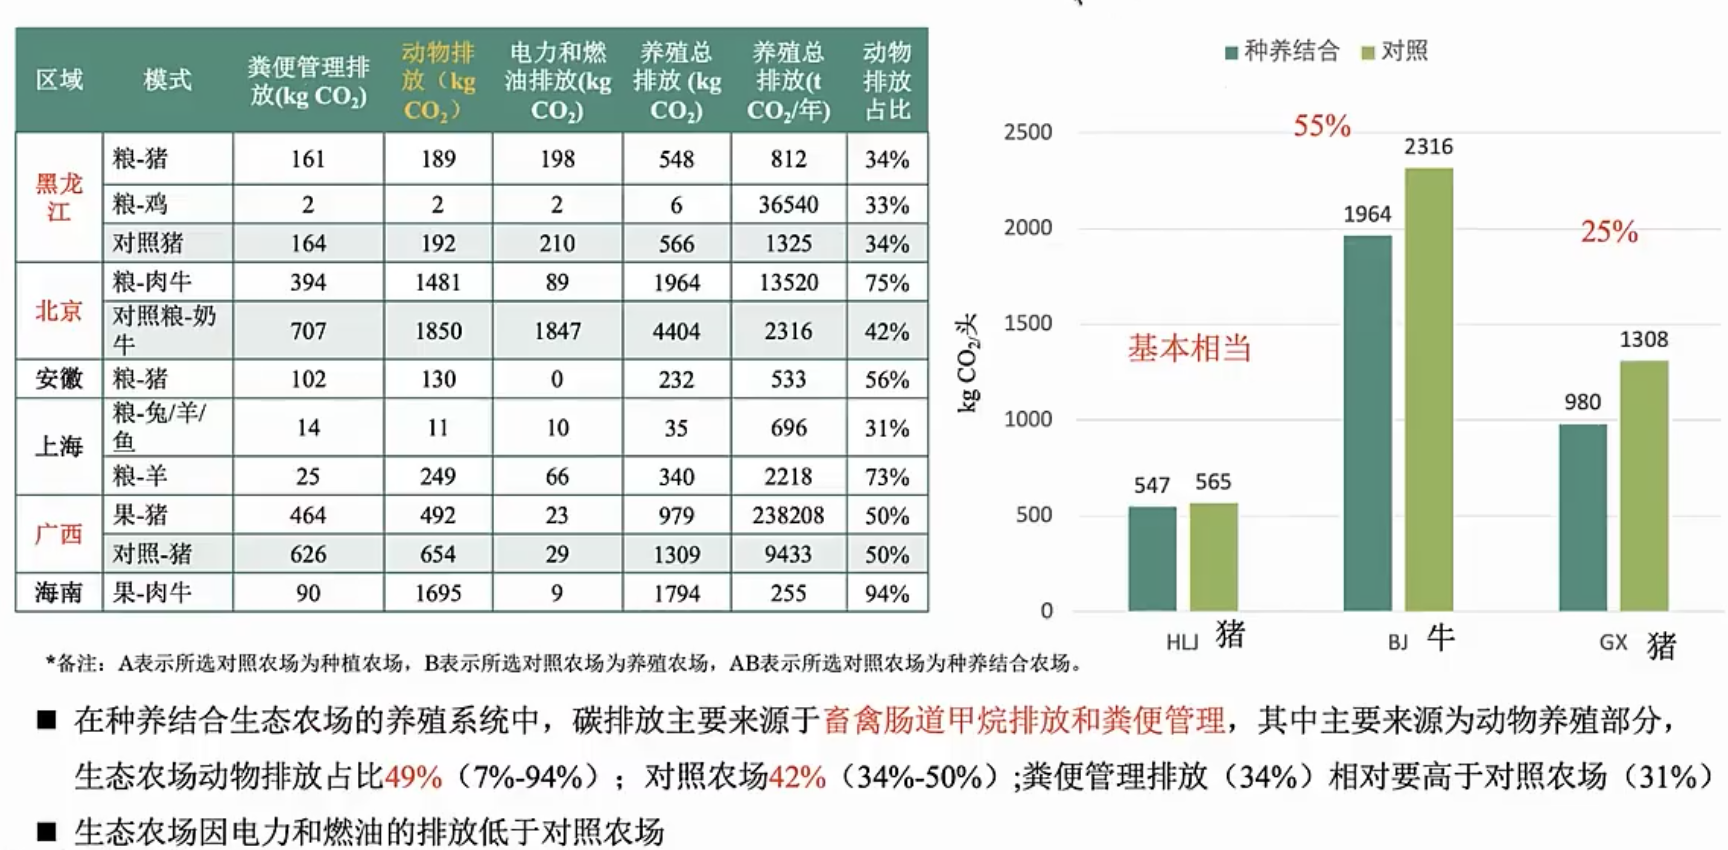 区域 模式 粪便管理排放(kg CO₂) 动物排放（kg CO₂） 电力和燃油排放(kg CO₂) 养殖总排放 (kg CO₂) 养殖总排放(t CO₂/年) 动物排放占比
黑龙江 粮-猪 161 189 198 548 812 34%
粮-鸡 2 2 2 6 36540 33%
对照猪 164 192 210 566 1325 34%
北京 粮-肉牛 394 1481 89 1964 13520 75%
对照粮-奶牛 707 1850 1847 4404 2316 42%
安徽 粮-猪 102 130 0 232 533 56%
上海 粮-兔/羊/鱼 14 11 10 35 696 31%
粮-羊 25 249 66 340 2218 73%
广西 果-猪 464 492 23 979 238208 50%
对照-猪 626 654 29 1309 9433 50%
海南 果-肉牛 90 1695 9 1794 255 94%
*备注：A表示所选对照农场为种植农场，B表示所选对照农场为养殖农场，AB表示所选对照农场为种养结合农场。
种养结合 对照
kg CO₂/头
2500
2000
1500
1000
500
0
55%
25%
基本相当
547 565
1964 2316
980 1308
HLJ 猪 BJ 牛 GX 猪
■ 在种养结合生态农场的养殖系统中，碳排放主要来源于畜禽肠道甲烷排放和粪便管理，其中主要来源为动物养殖部分，
生态农场动物排放占比49%（7%-94%）；对照农场42%（34%-50%）;粪便管理排放（34%）相对要高于对照农场（31%）
■ 生态农场因电力和燃油的排放低于对照农场